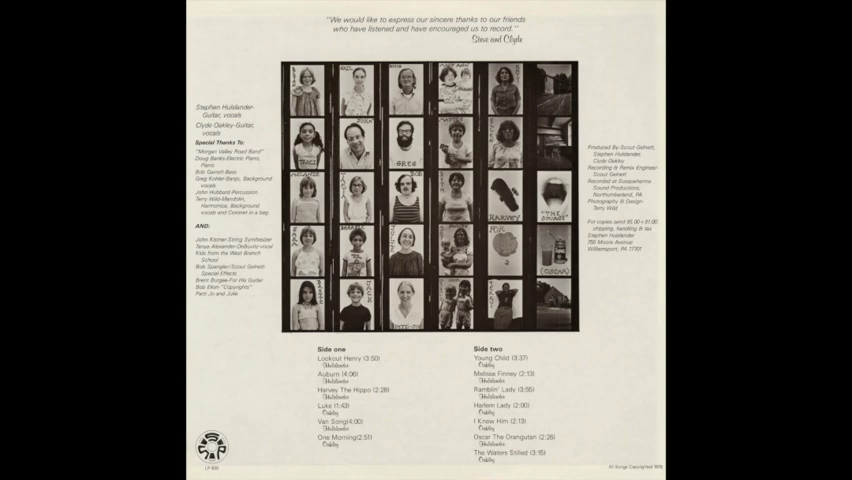 "We would like to express our sincere thanks to our friends
who have listened and have encouraged us to record."
Steve and Clyde
Stephen Hulslander-
Guitar, vocals
Clyde Oakley-Guitar,
vocals
Special Thanks To:
"Morgan Valley Road Band"
Doug Banks-Electric Piano,
Piano
Bob Garrett-Bass
Greg Kohler-Banjo, Background
vocals
John Hubbard-Percussion
Terry Wild-Mandolin,
Harmonica, Background
vocals and Coronet in a bag.
AND:
John Kistner-String Synthesizer
Tanya Alexander-
Kids from the West Branch
School
Bob Spangler/Scout Gelnett
Special Effects
Brent Burgee-For His Guitar
Bob Elion "Copyrights"
Patti Jo and Julie
GREG
BOB
HARVEY
"THE
FOR
(OSCAR)
JACK
Produced By-Scout Gelnett,
Stephen Hulslander,
Clyde Oakley
Recording & Remix Engineer-
Scout Gelnett
Recorded at Susquehanna
Sound Productions,
Northumberland, PA
Photography & Design-
Terry Wild
For copies send $5.00 + $1.00
shipping, handling & tax
Stephen Hulslander
Avenue
Williamsport, PA 17701
Side one
Lookout Henry (3:50)
Hulslander
Auburn (4:06)
Hulslander
Harvey The Hippo (2:28)
Hulslander
Luke (1:43)
Oakley
Van Song(4:00)
Hulslander
One Morning(2:51)
Oakley
Side two
Young Child (3:37)
Oakley
Melissa Finney (2:13)
Hulslander
Ramblin' Lady (3:55)
Hulslander
Harlem Lady (2:00)
Oakley
I Know Him (2:13)
Oakley
Oscar The Orangutan (2:26)
Hulslander
The Waters Stilled (3:15)
Oakley
All Songs Copyrighted